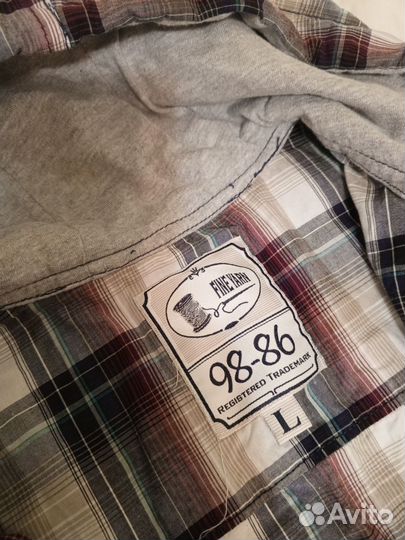 FINE YARN
98-86
REGISTERED TRADEMARK
L
Avito